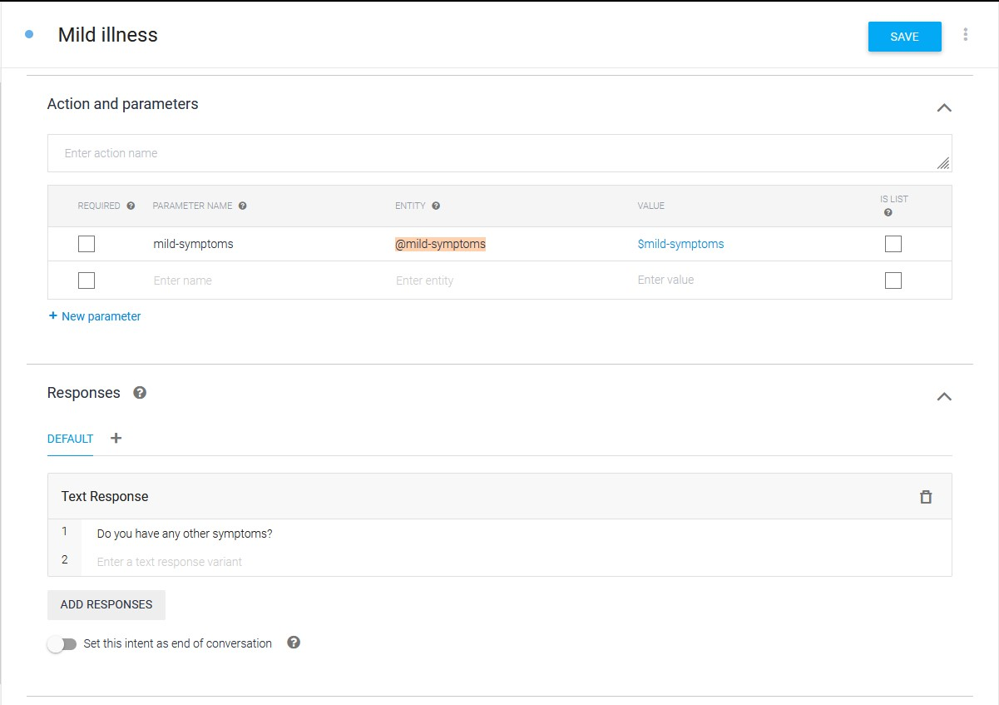 Mild illness
SAVE
Action and parameters
Enter action name
REQUIRED ? PARAMETER NAME ? ENTITY ? VALUE IS LIST ?
mild-symptoms @mild-symptoms $mild-symptoms
Enter name Enter entity Enter value
+ New parameter
Responses ?
DEFAULT +
Text Response
1 Do you have any other symptoms?
2 Enter a text response variant
ADD RESPONSES
Set this intent as end of conversation ?